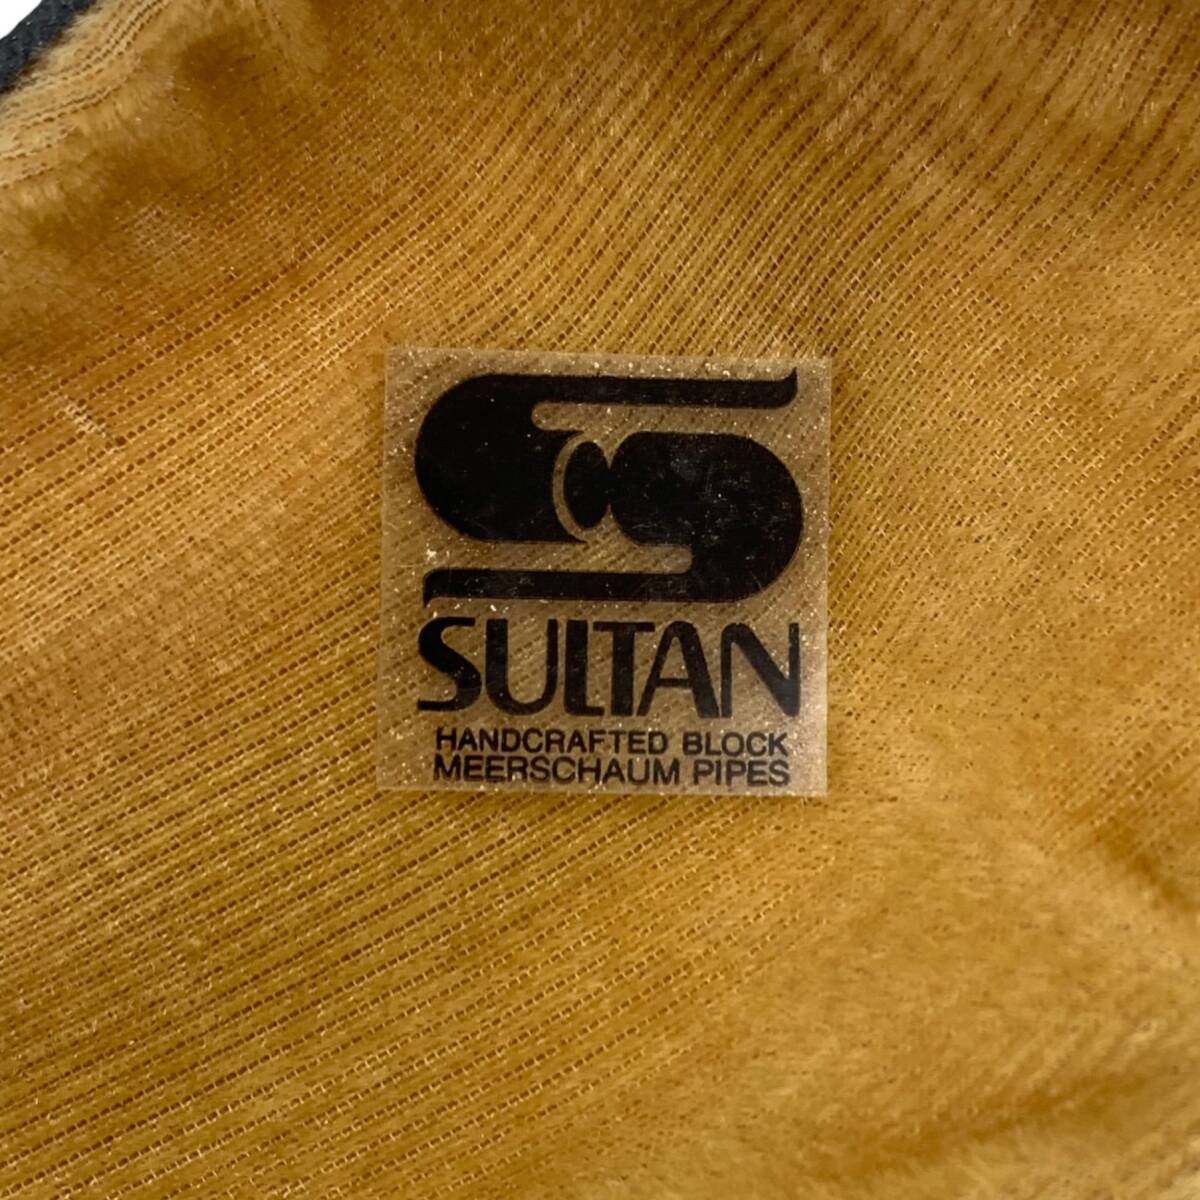 SULTAN
HANDCRAFTED BLOCK
MEERSCHAUM PIPES